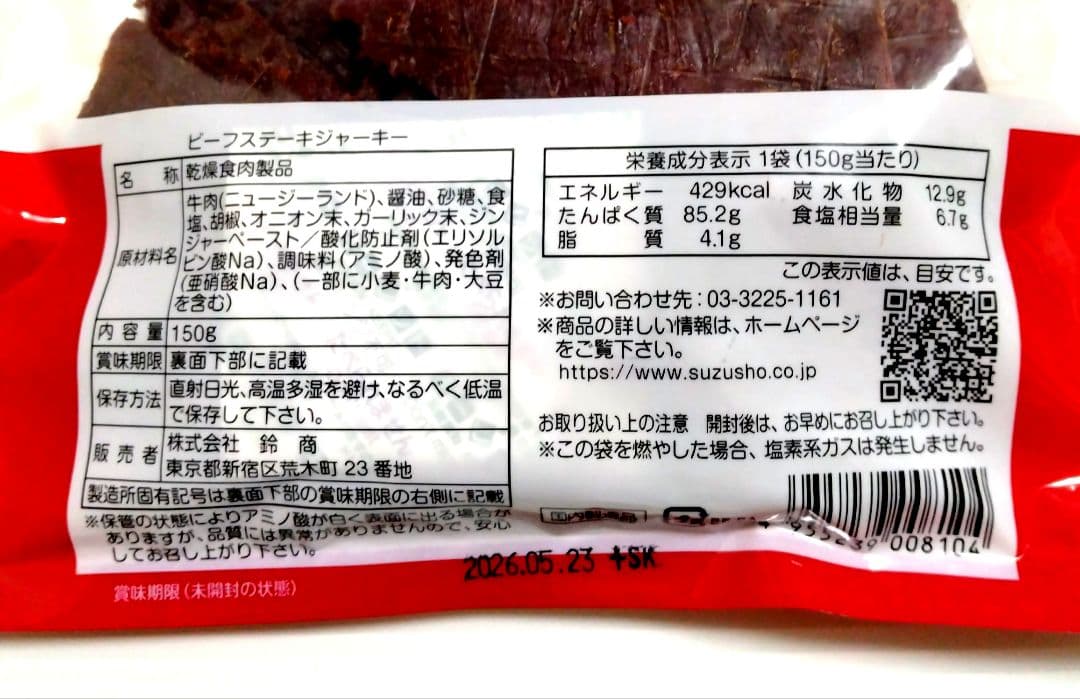 ビーフステーキジャーキー
名 称 乾燥食肉製品
原材料名 牛肉(ニュージーランド)、醤油、砂糖、食
塩、胡椒、オニオン末、ガーリック末、ジン
ジャーペースト／酸化防止剤(エリソル
ビン酸Na)、調味料(アミノ酸)、発色剤
(亜硝酸Na)、(一部に小麦・牛肉・大豆
を含む)
内容量 150g
賞味期限 裏面下部に記載
保存方法 直射日光、高温多湿を避け、なるべく低温
で保存して下さい。
販売者 株式会社 鈴 商
東京都新宿区荒木町23番地
製造所固有記号は裏面下部の賞味期限の右側に記載
※保管の状態によりアミノ酸が白く表面に出る場合が
ありますが、品質には異常がありませんので、安心
してお召し上がり下さい。
賞味期限(未開封の状態)
2026.05.23 +SK
栄養成分表示 1袋(150g当たり)
エネルギー 429kcal 炭水化物 12.9g
たんぱく質 85.2g 食塩相当量 6.7g
脂 質 4.1g
この表示値は、目安です。
※お問い合わせ先：03-3225-1161
※商品の詳しい情報は、ホームページ
をご覧下さい。
https://www.suzusho.co.jp
お取り扱い上の注意 開封後は、お早めにお召し上がり下さい。
※この袋を燃やした場合、塩素系ガスは発生しません。
国内製造品
008104